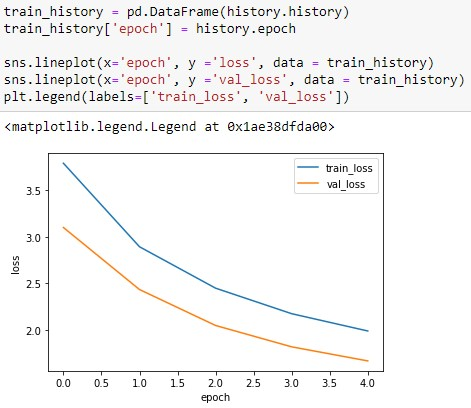 train_history = pd.DataFrame(history.history)
train_history['epoch'] = history.epoch
sns.lineplot(x='epoch', y ='loss', data = train_history)
sns.lineplot(x='epoch', y ='val_loss', data = train_history)
plt.legend(labels=['train_loss', 'val_loss'])
<matplotlib.legend.Legend at 0x1ae38dfda00>
train_loss
val_loss
3.5
3.0
2.5
2.0
loss
0.0 0.5 1.0 1.5 2.0 2.5 3.0 3.5 4.0
epoch